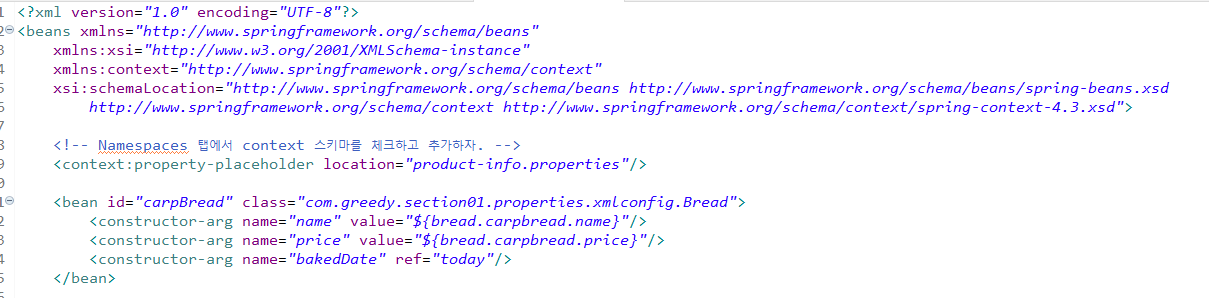 1 <?xml version="1.0" encoding="UTF-8"?>
2 <beans xmlns="http://www.springframework.org/schema/beans"
3 xmlns:xsi="http://www.w3.org/2001/XMLSchema-instance"
4 xmlns:context="http://www.springframework.org/schema/context"
5 xsi:schemaLocation="http://www.springframework.org/schema/beans http://www.springframework.org/schema/beans/spring-beans.xsd
6 http://www.springframework.org/schema/context http://www.springframework.org/schema/context/spring-context-4.3.xsd">
7
8 <!-- Namespaces 탭에서 context 스키마를 체크하고 추가하자. -->
9 <context:property-placeholder location="product-info.properties"/>
0
1 <bean id="carpBread" class="com.greedy.section01.properties.xmlconfig.Bread">
2 <constructor-arg name="name" value="${bread.carpbread.name}"/>
3 <constructor-arg name="price" value="${bread.carpbread.price}"/>
4 <constructor-arg name="bakedDate" ref="today"/>
5 </bean>